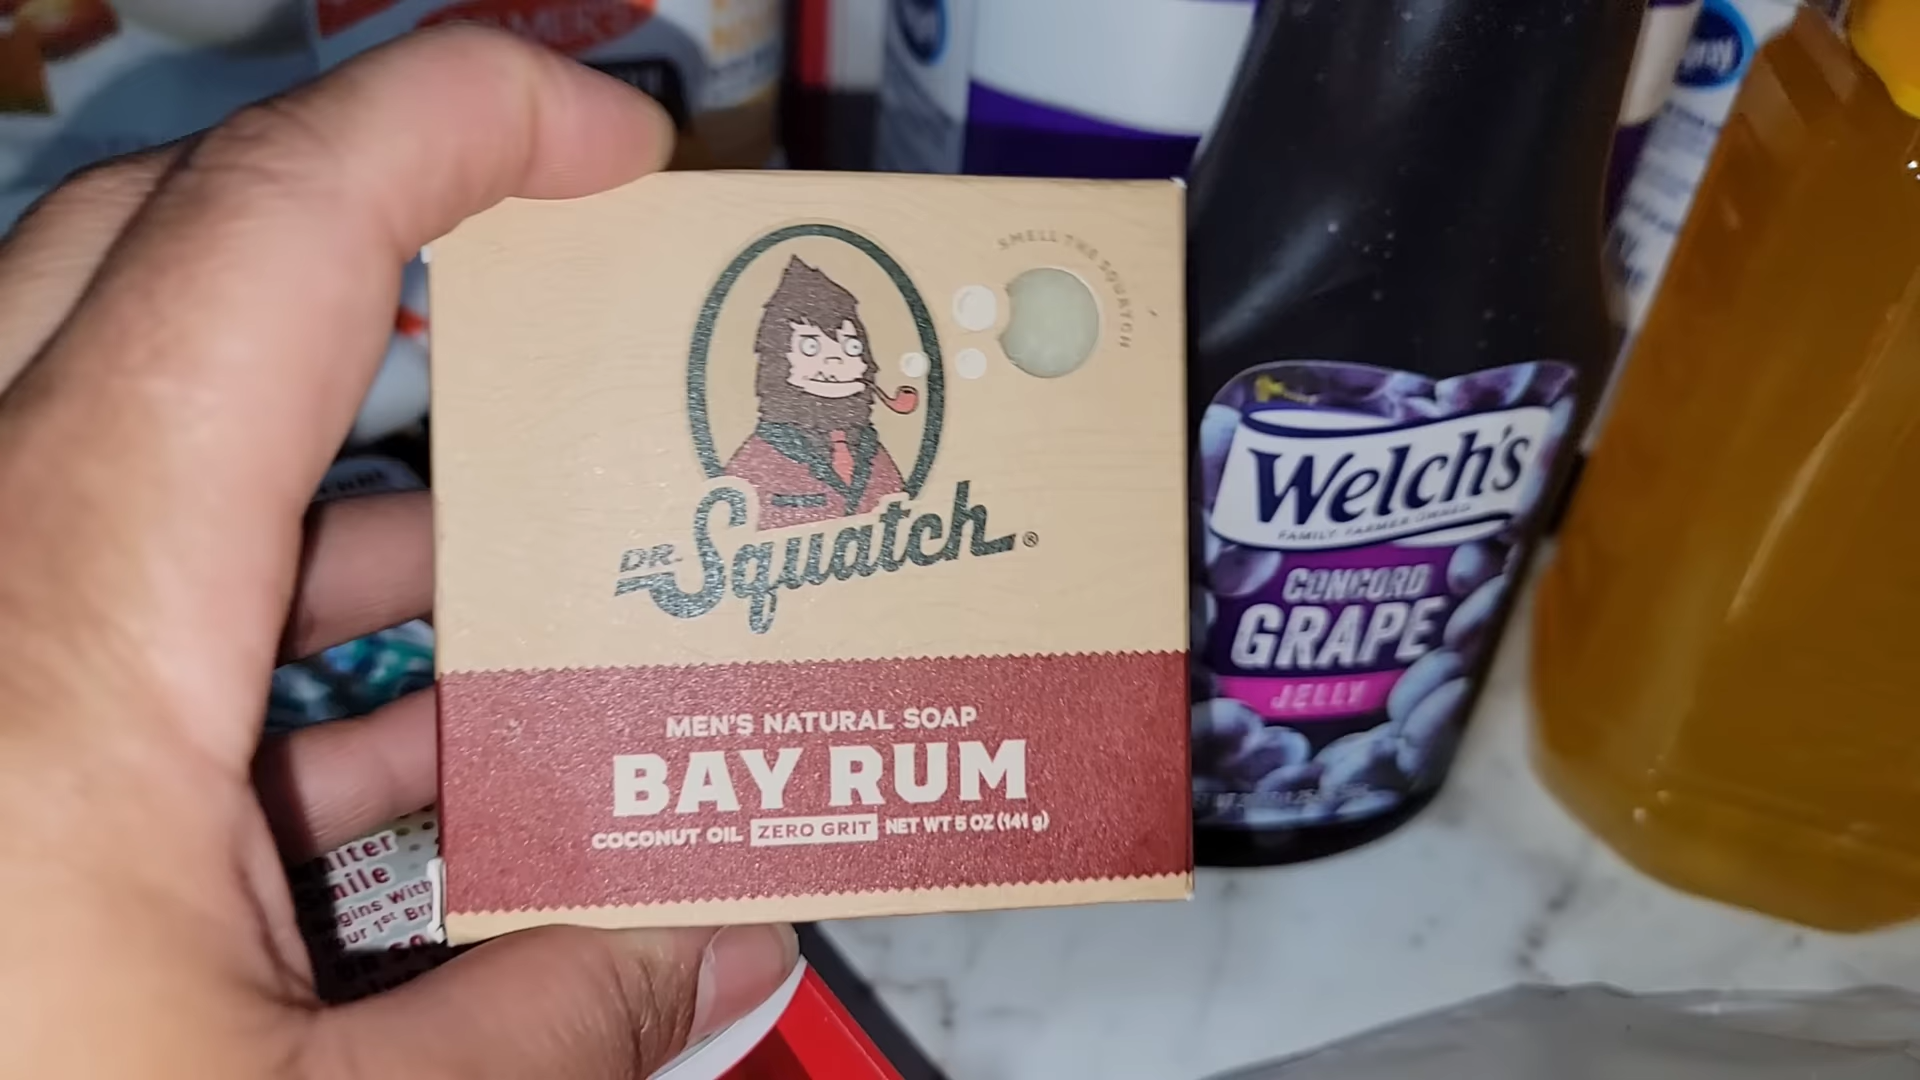 SMELL THE SQUATCH
DR. Squatch®
MEN'S NATURAL SOAP
BAY RUM
COCONUT OIL ZERO GRIT NET WT 5 OZ (141 g)
Welch's
FAMILY FARMER OWNED
CONCORD
GRAPE
JELLY